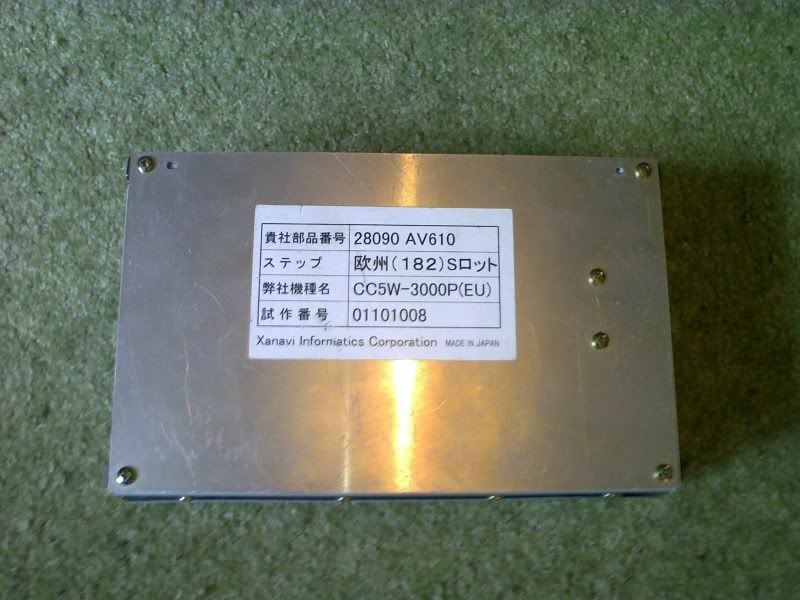 貴社部品番号 28090 AV610
ステップ 欧州(182)Sロット
弊社機種名 CC5W-3000P(EU)
試作番号 01101008
Xanavi Informatics Corporation MADE IN JAPAN